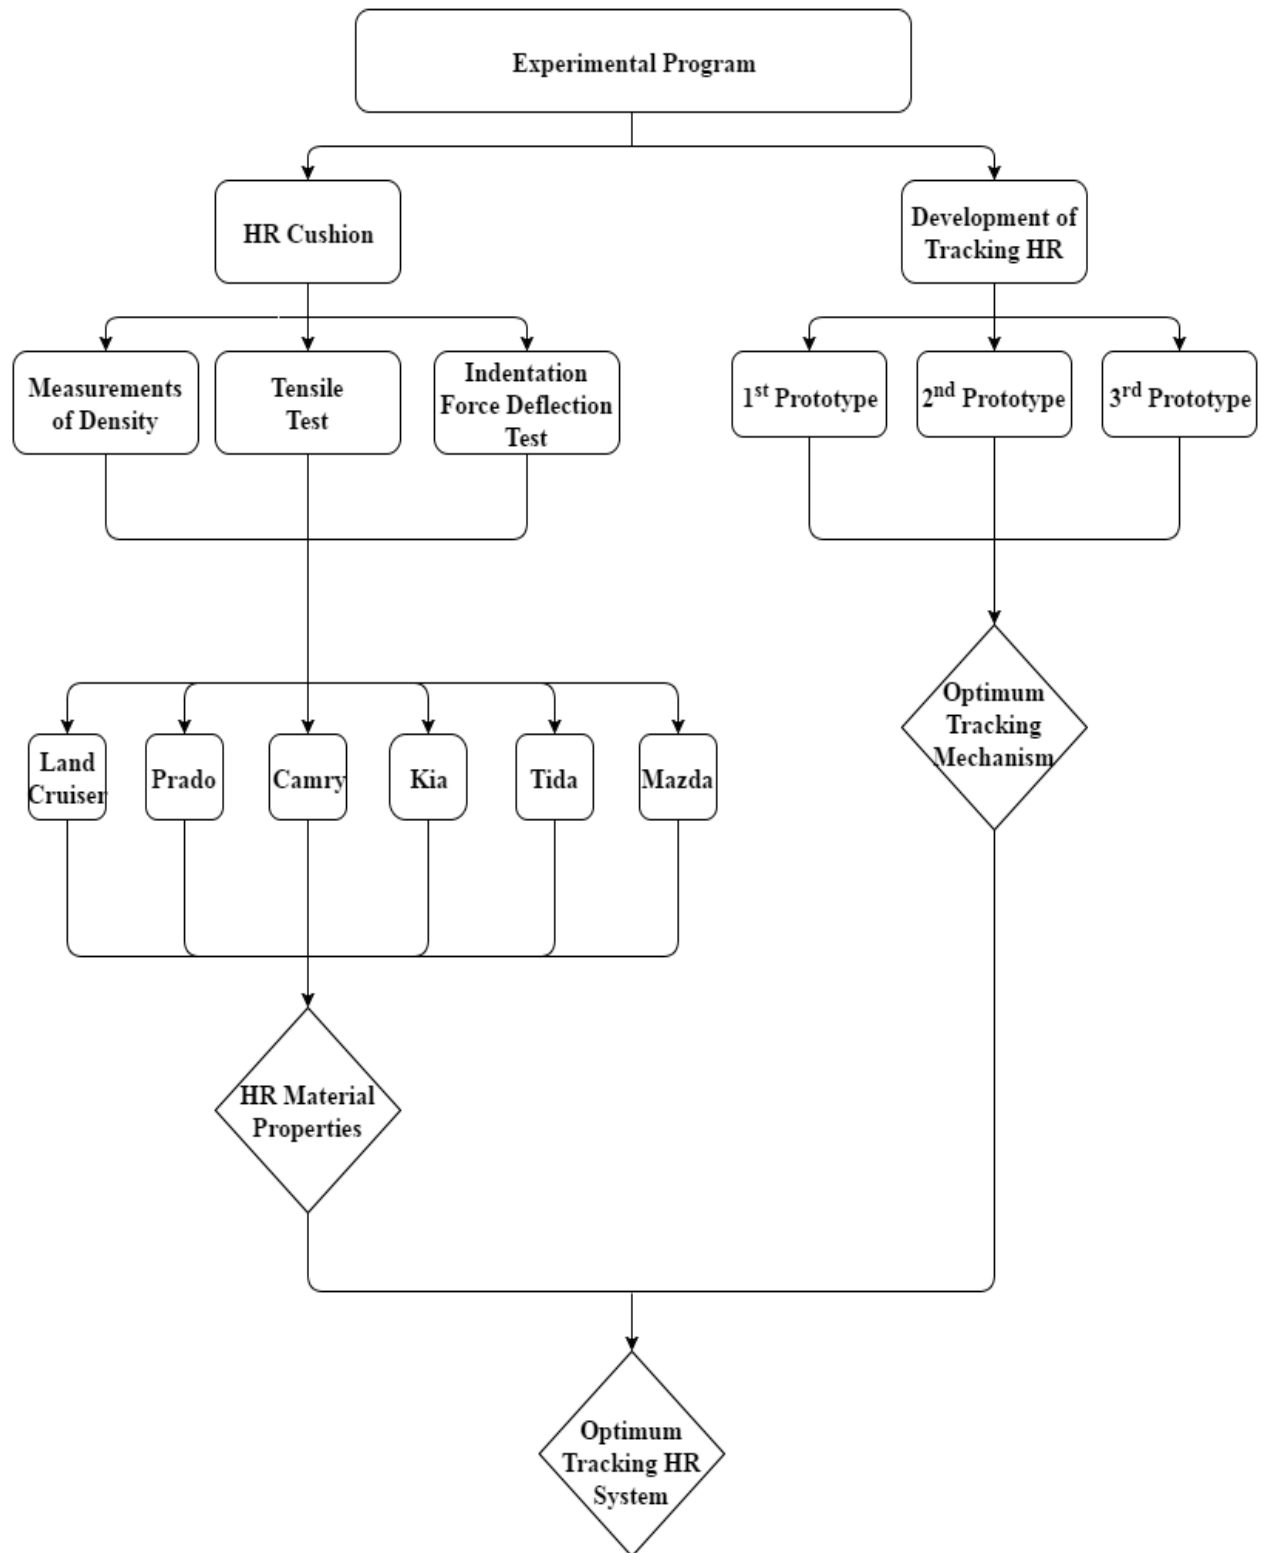 Experimental Program
HR Cushion
Development of
Tracking HR
Measurements
of Density
Tensile
Test
Indentation
Force Deflection
Test
1st Prototype
2nd Prototype
3rd Prototype
Optimum
Tracking
Mechanism
Land
Cruiser
Prado
Camry
Kia
Tida
Mazda
HR Material
Properties
Optimum
Tracking HR
System